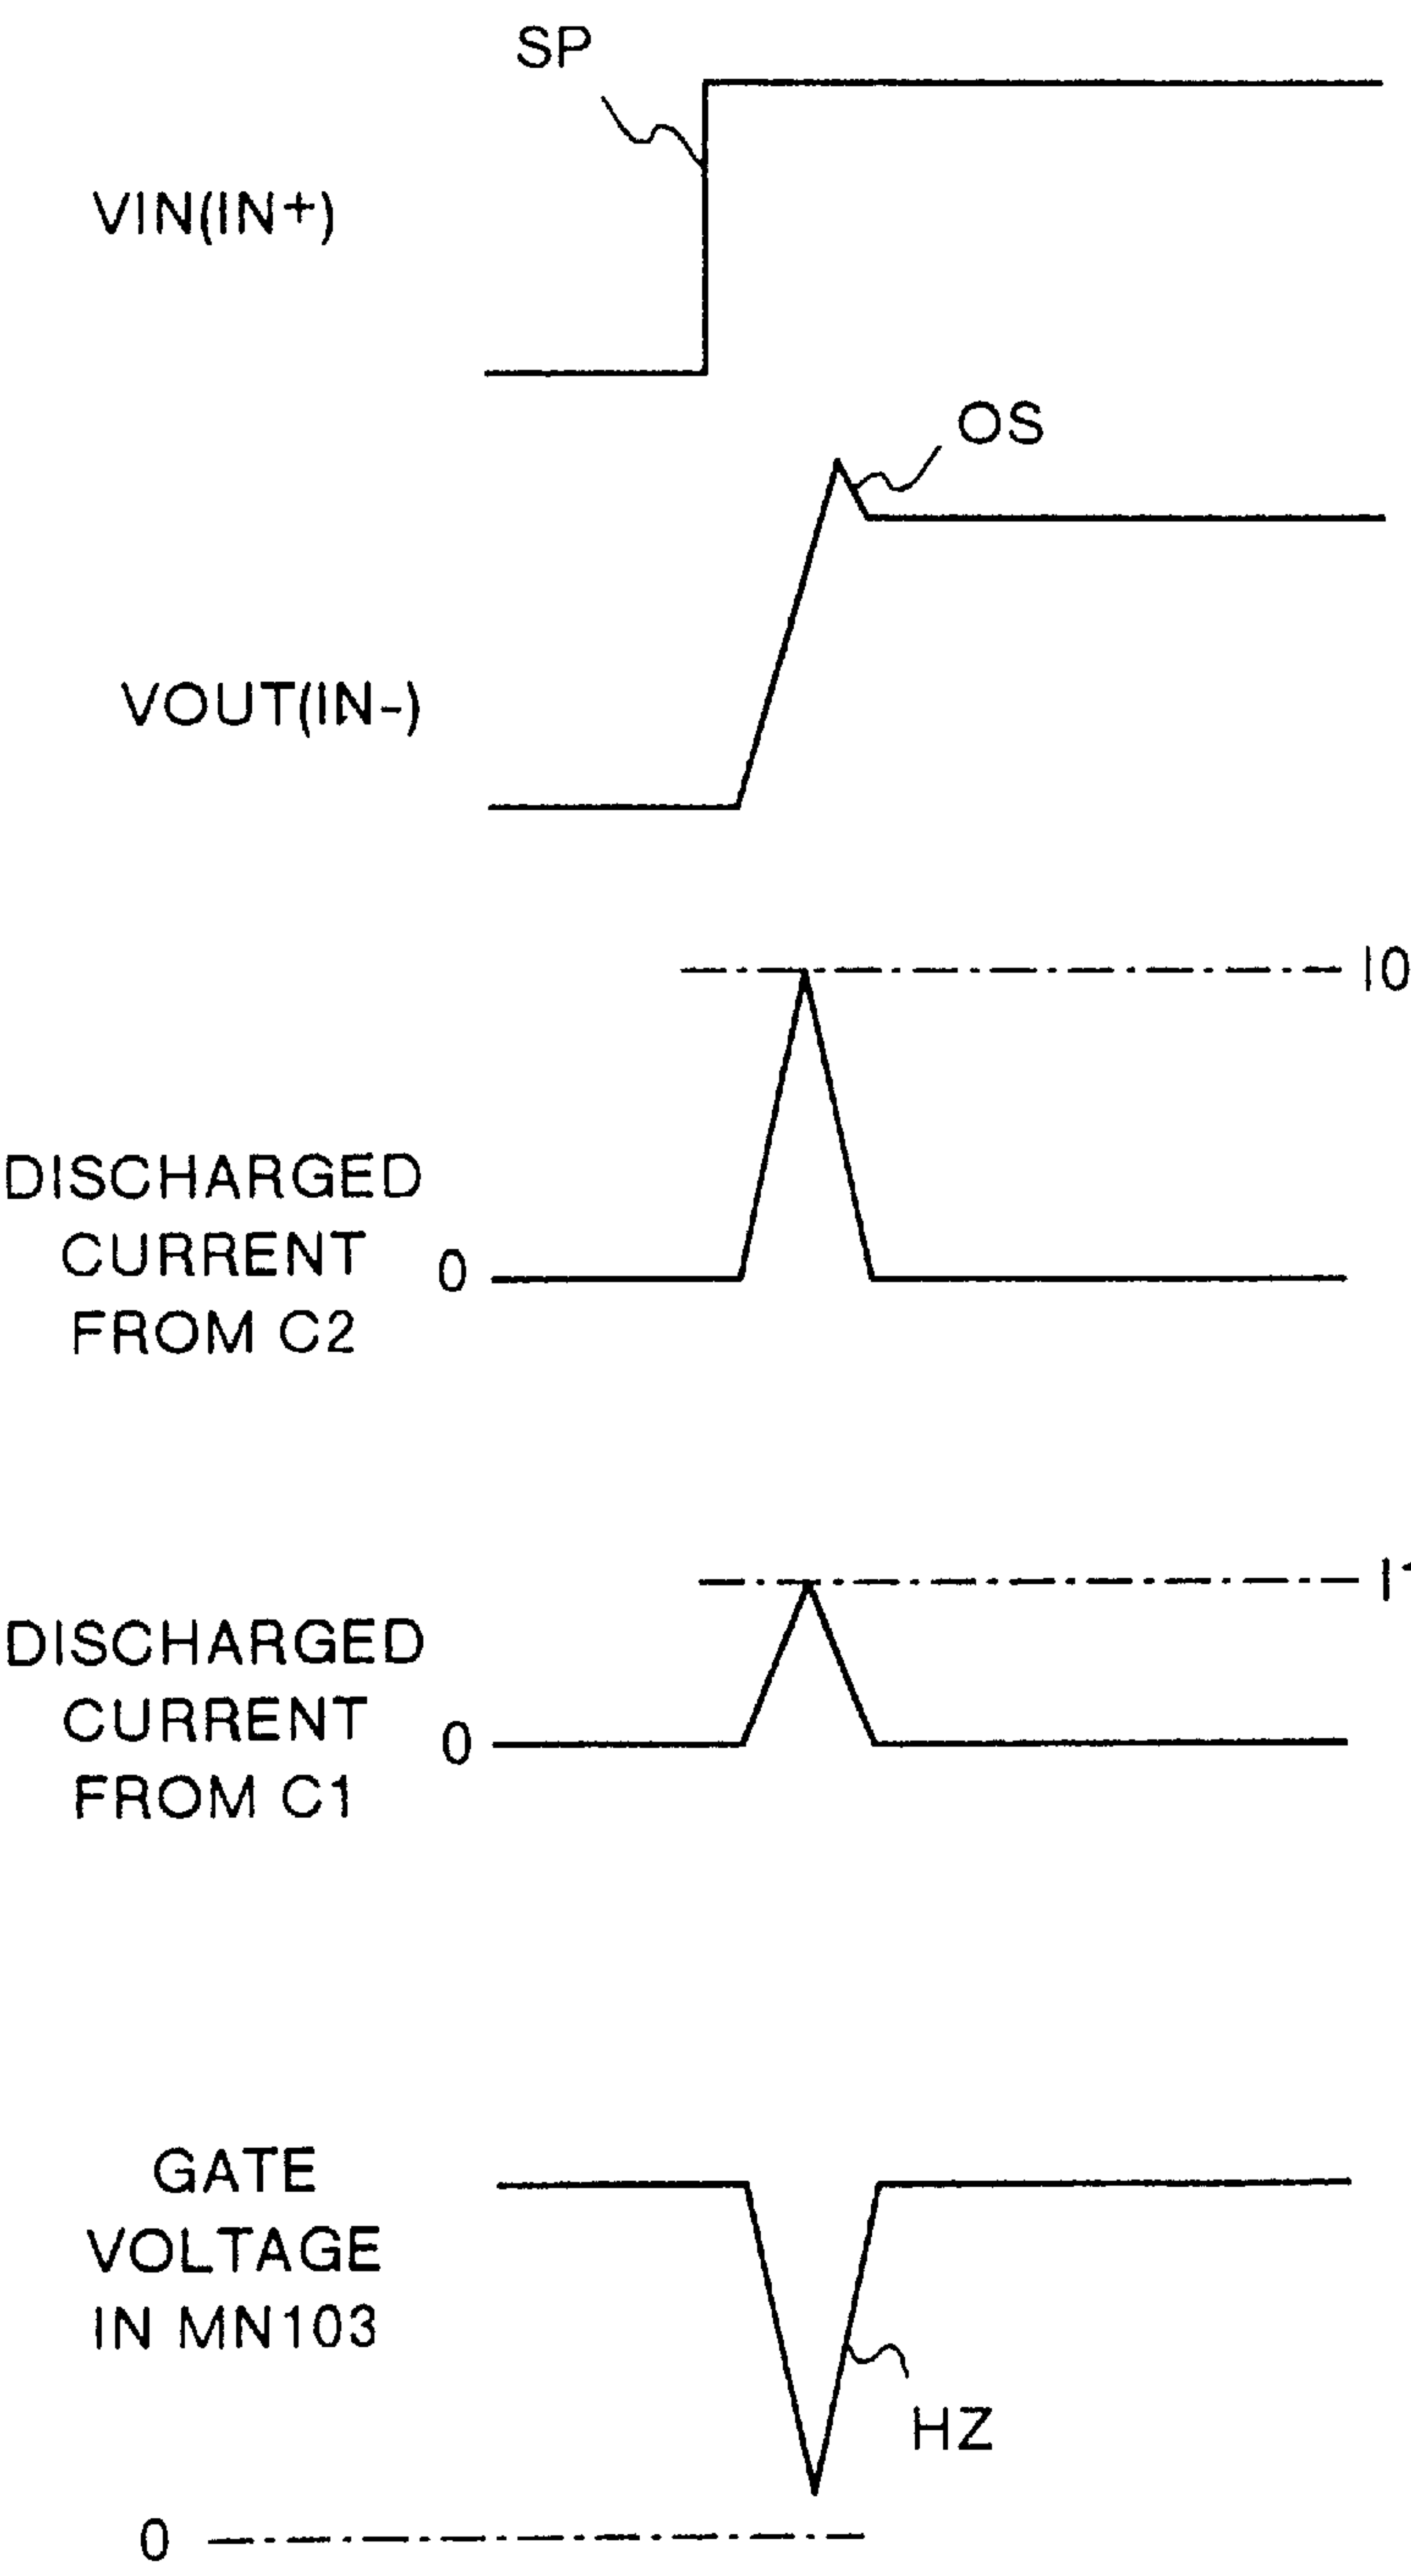 SP
VIN(IN+)
OS
VOUT(IN-)
I0
DISCHARGED
CURRENT
FROM C2
0
I1
DISCHARGED
CURRENT
FROM C1
0
GATE
VOLTAGE
IN MN103
HZ
0